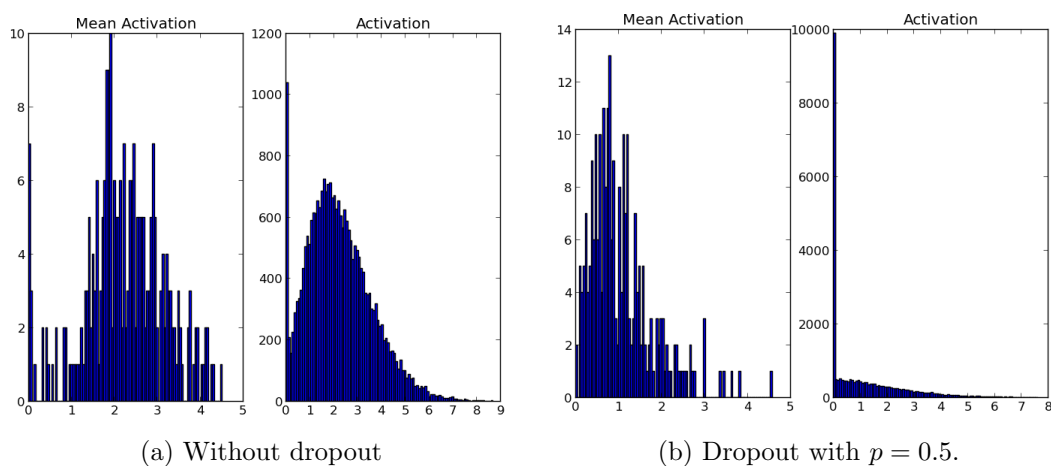 Mean Activation
10
8
6
4
2
0
0 1 2 3 4 5
Activation
1200
1000
800
600
400
200
0
0 1 2 3 4 5 6 7 8 9
(a) Without dropout
Mean Activation
14
12
10
8
6
4
2
0
0 1 2 3 4 5
Activation
10000
8000
6000
4000
2000
0
0 1 2 3 4 5 6 7 8
(b) Dropout with p = 0.5.